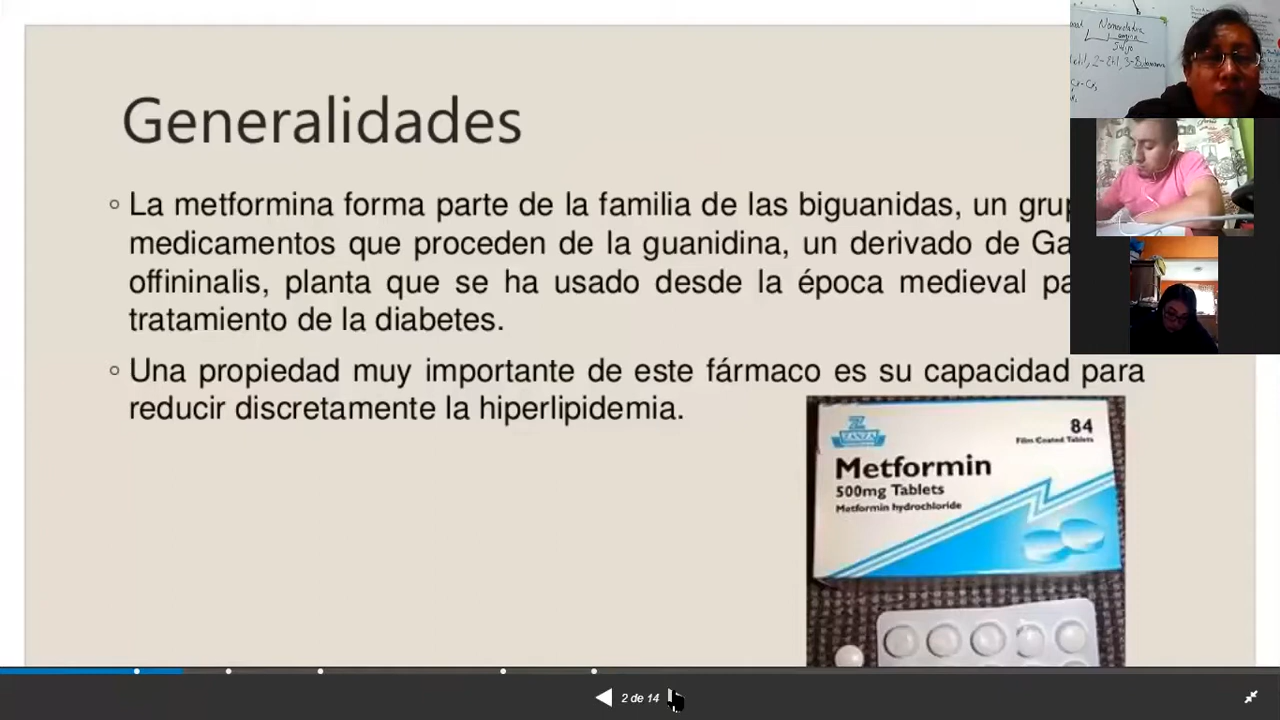 Generalidades
La metformina forma parte de la familia de las biguanidas, un
medicamentos que proceden de la guanidina, un derivado de
offininalis, planta que se ha usado desde la época medieval
tratamiento de la diabetes.
Una propiedad muy importante de este fármaco es su capacidad para
reducir discretamente la hiperlipidemia.
ZANZA
84
Film Coated Tablets
Metformin
500mg Tablets
Metformin hydrochloride
Nomenclatura
2 de 14